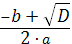 −b + √D
2 · a